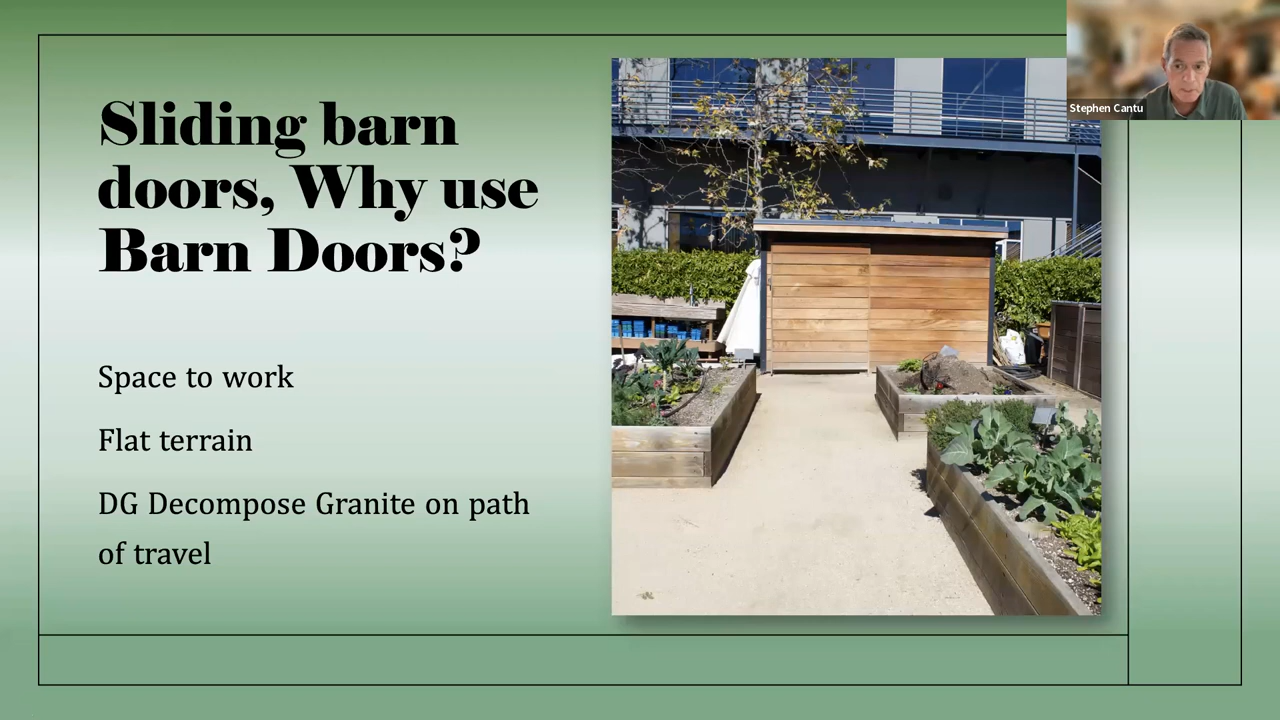 Sliding barn
doors, Why use
Barn Doors?
Space to work
Flat terrain
DG Decompose Granite on path
of travel
Stephen Cantu